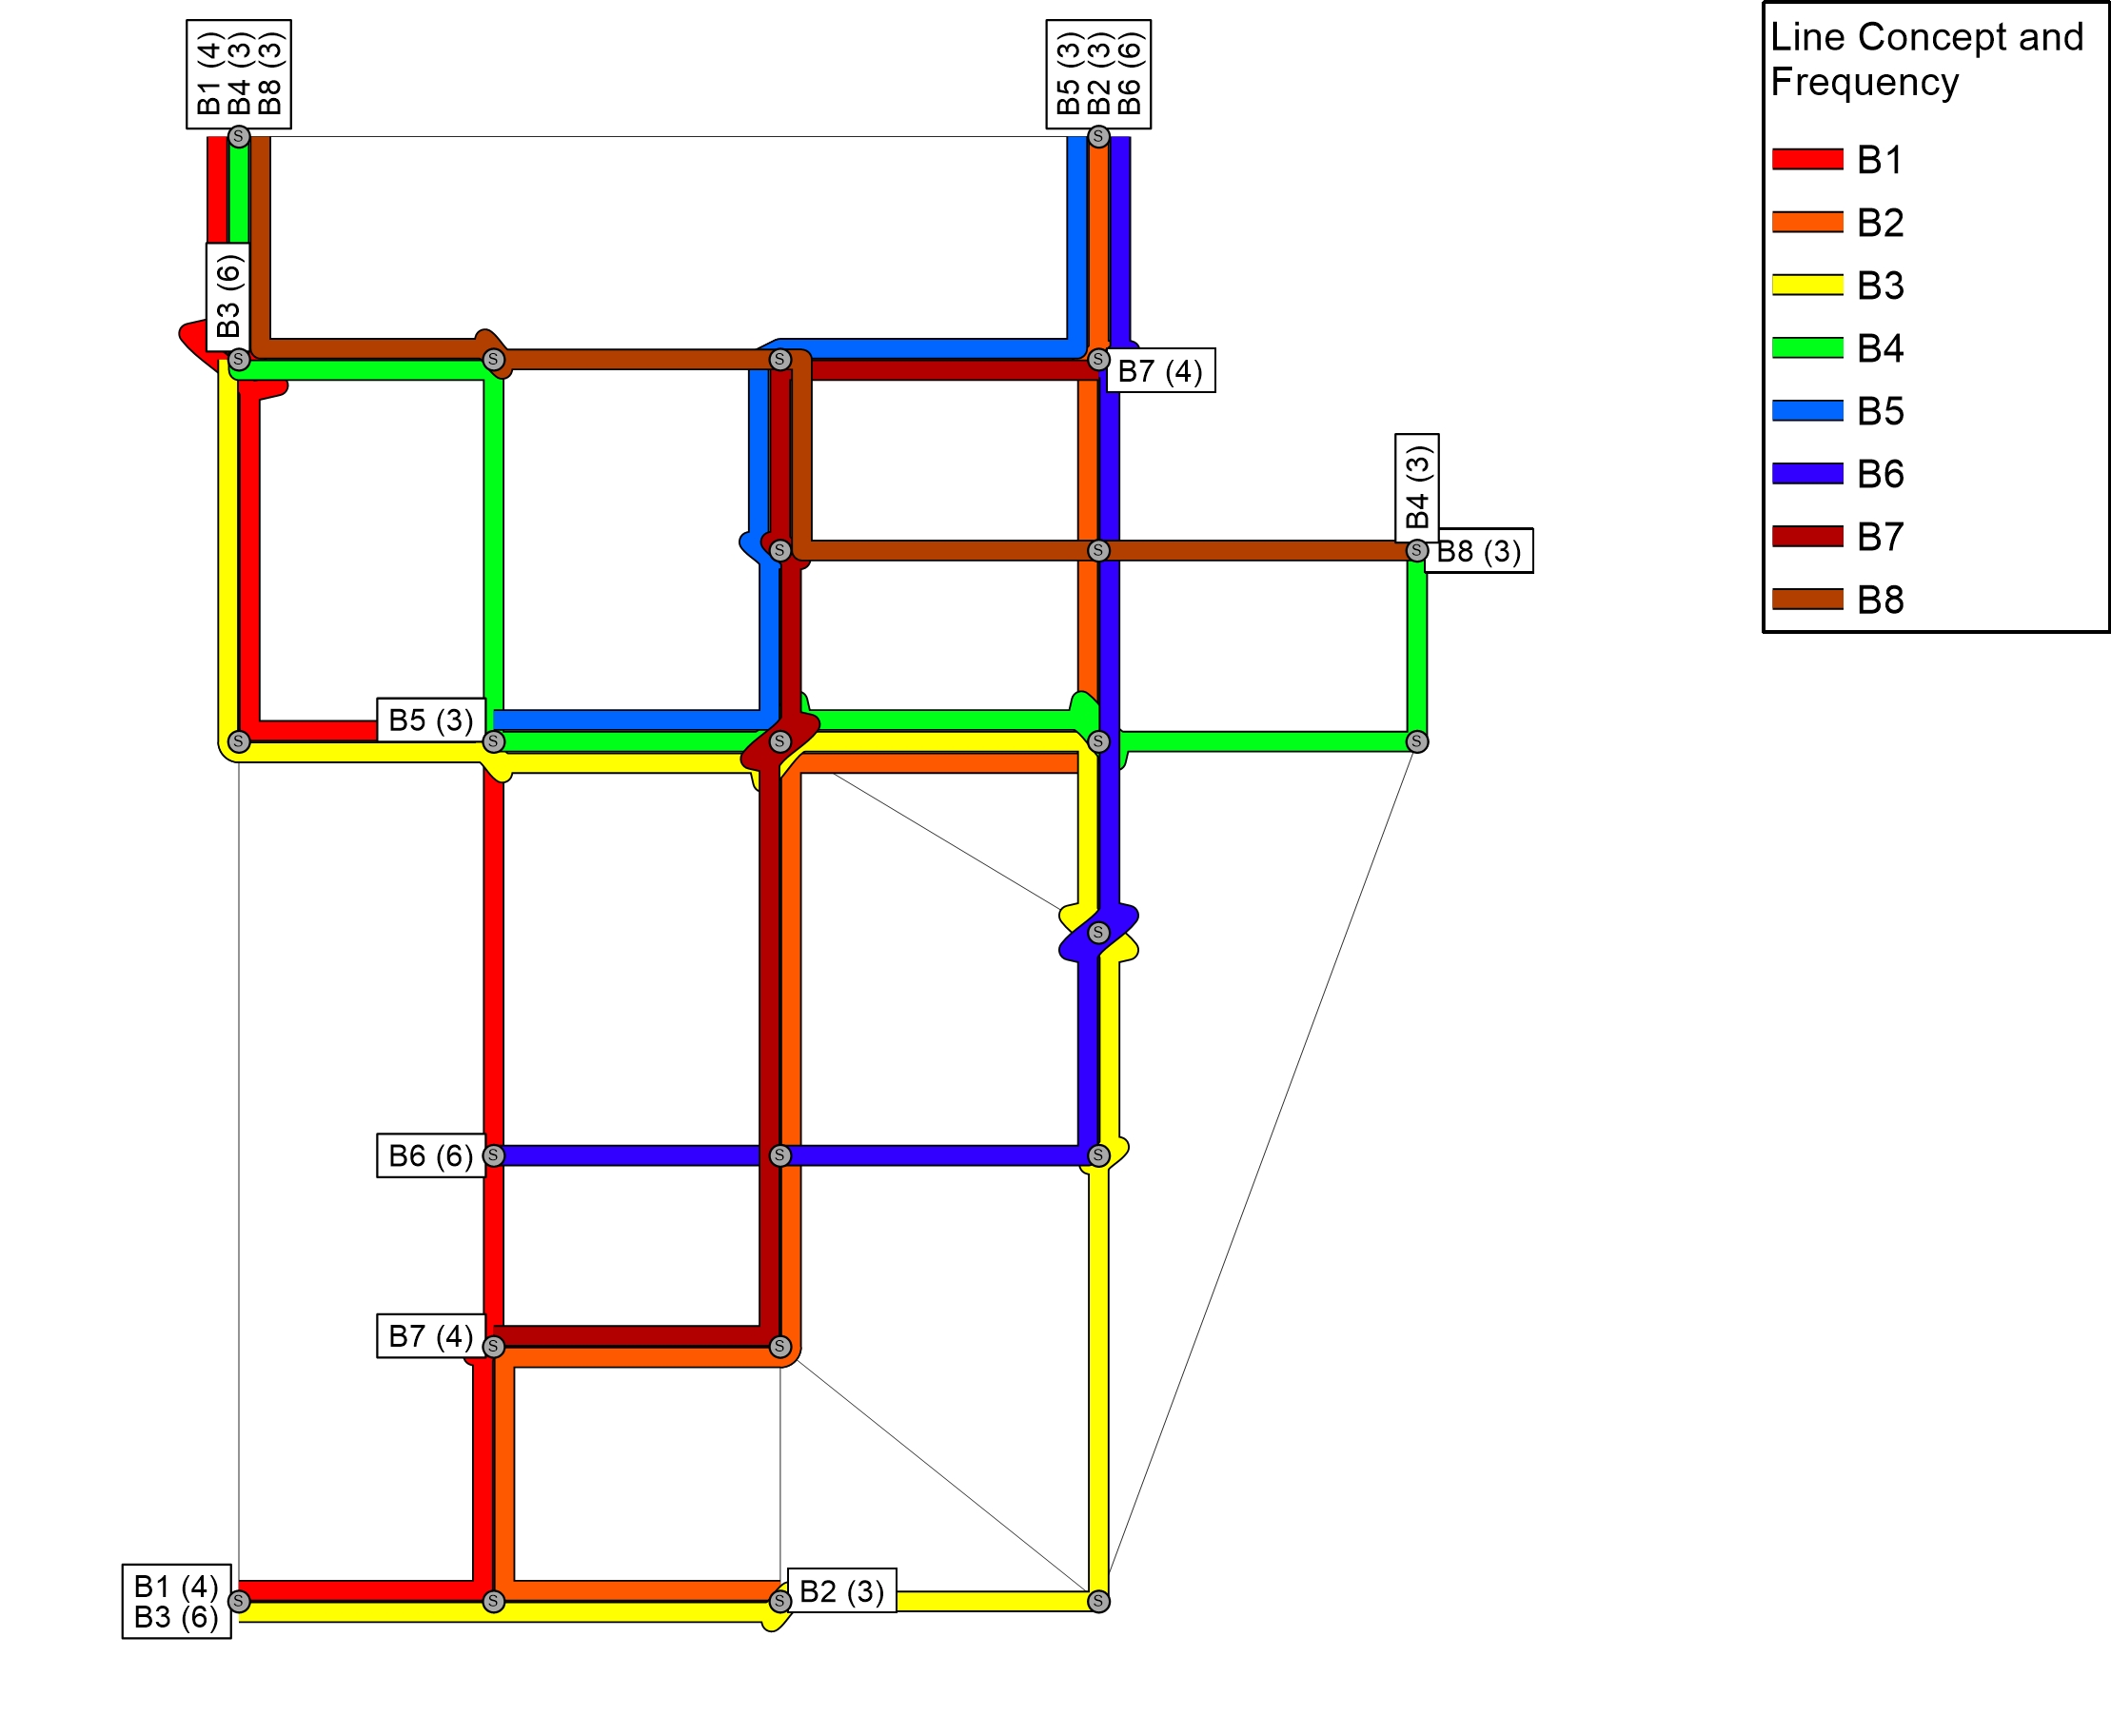 B1 (4)
B4 (3)
B8 (3)
B5 (3)
B2 (3)
B6 (6)
Line Concept and
Frequency
B1
B2
B3
B4
B5
B6
B7
B8
S
S
B3 (6)
S
S
S
S
B7 (4)
B4 (3)
S
S
S
B8 (3)
B5 (3)
S
S
S
S
S
S
B6 (6)
S
S
S
B7 (4)
S
S
B1 (4)
B3 (6)
S
S
S
B2 (3)
S